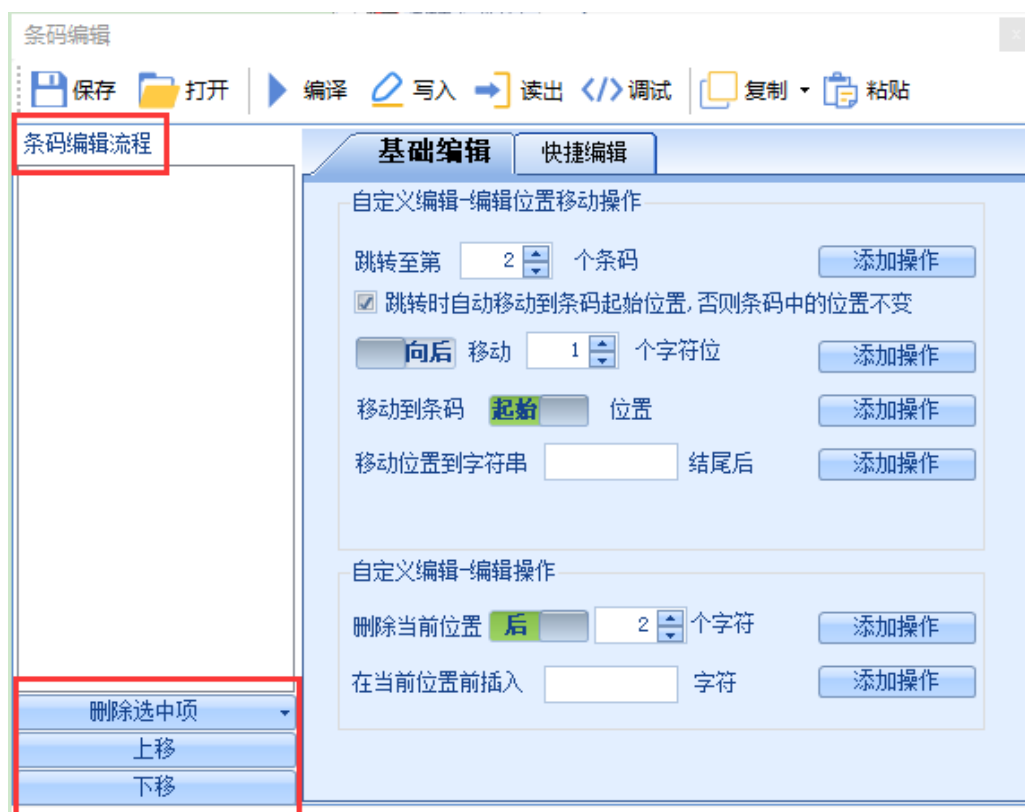 条码编辑
保存 打开 编译 写入 读出 调试 复制 粘贴
条码编辑流程
基础编辑 快捷编辑
自定义编辑-编辑位置移动操作
跳转至第 2 个条码 添加操作
跳转时自动移动到条码起始位置,否则条码中的位置不变
向后 移动 1 个字符位 添加操作
移动到条码 起始 位置 添加操作
移动位置到字符串 结尾后 添加操作
自定义编辑-编辑操作
删除当前位置 后 2 个字符 添加操作
在当前位置前插入 字符 添加操作
删除选中项
上移
下移